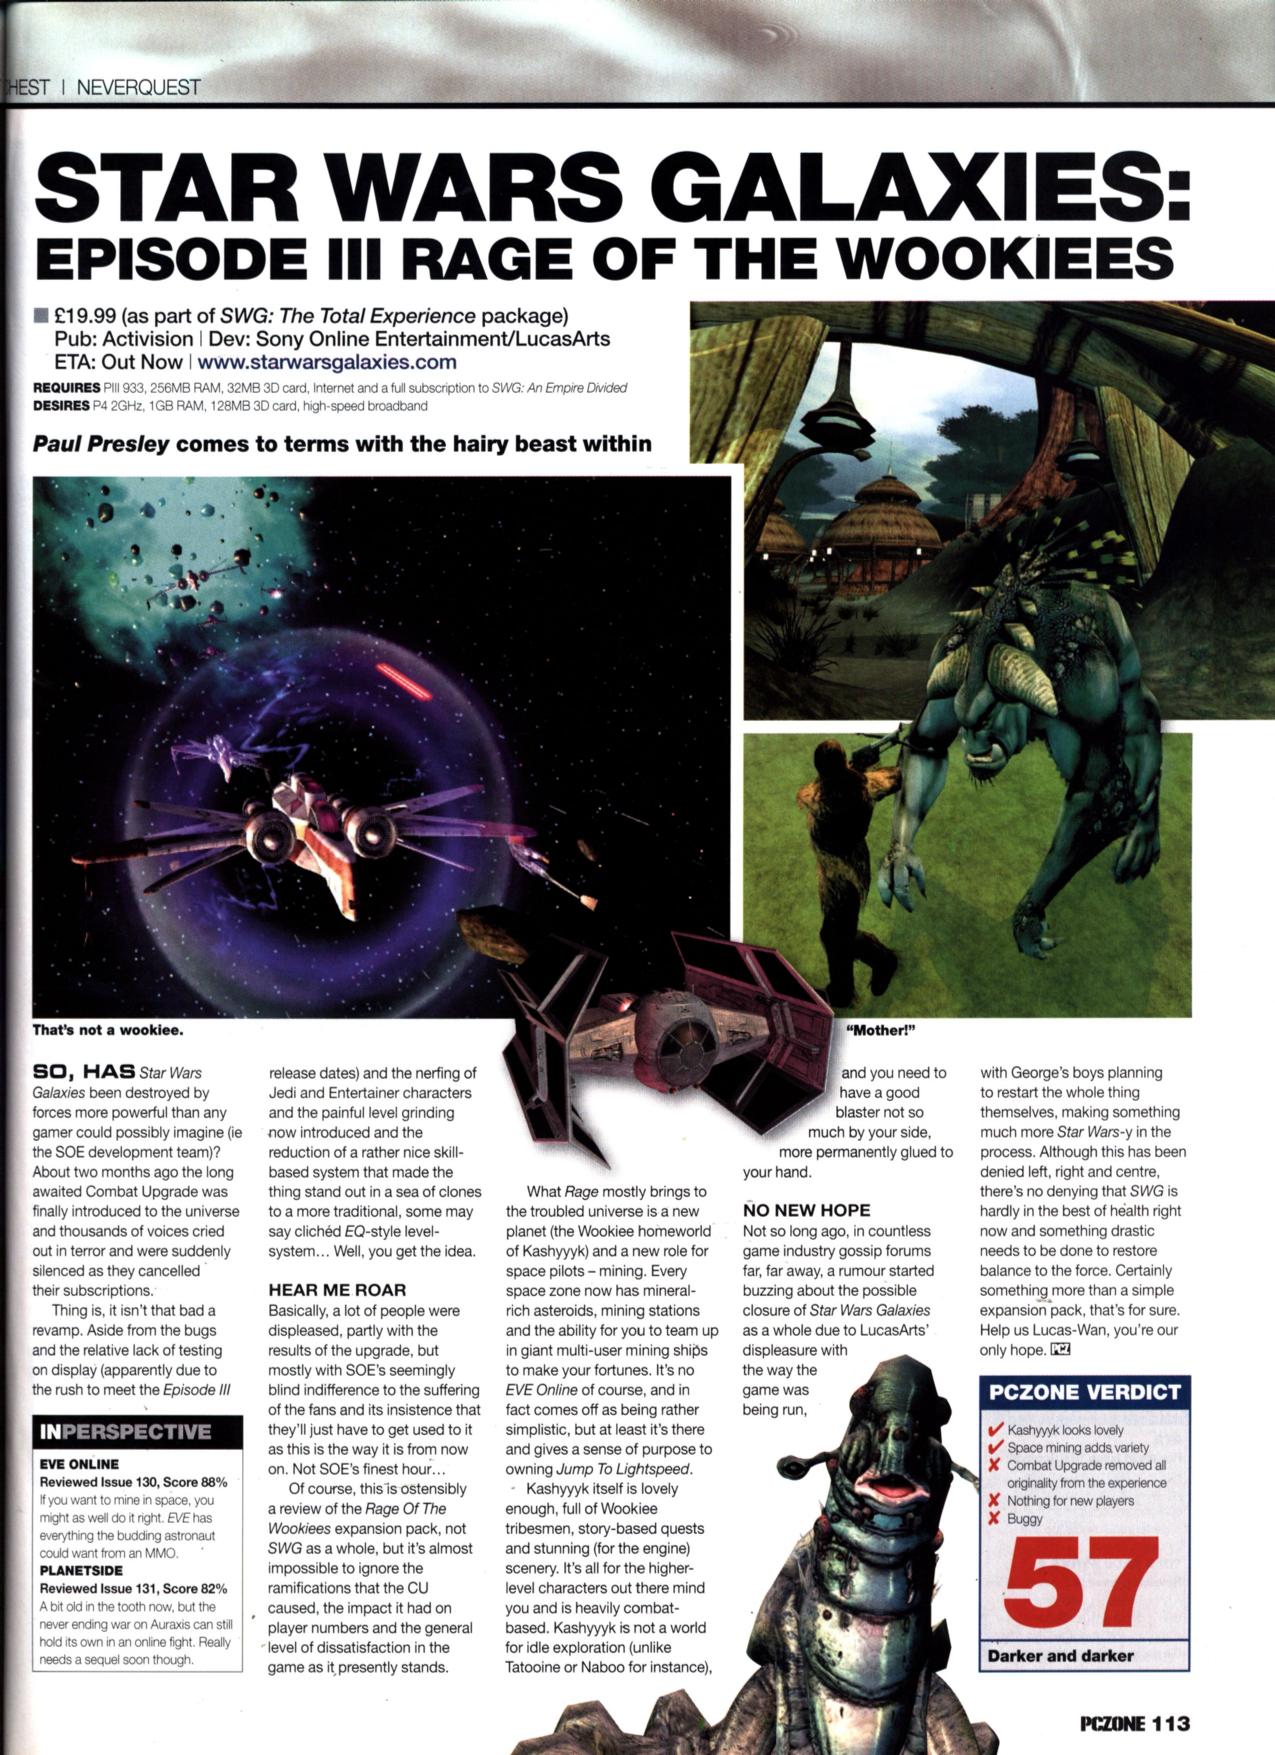 HEST | NEVERQUEST
STAR WARS GALAXIES:
EPISODE III RAGE OF THE WOOKIEES
£19.99 (as part of SWG: The Total Experience package)
Pub: Activision | Dev: Sony Online Entertainment/LucasArts
ETA: Out Now | www.starwarsgalaxies.com
REQUIRES PIII 933, 256MB RAM, 32MB 3D card, Internet and a full subscription to SWG: An Empire Divided
DESIRES P4 2GHz, 1GB RAM, 128MB 3D card, high-speed broadband
Paul Presley comes to terms with the hairy beast within
That's not a wookiee.
"Mother!"
SO, HAS Star Wars
Galaxies been destroyed by
forces more powerful than any
gamer could possibly imagine (ie
the SOE development team)?
About two months ago the long
awaited Combat Upgrade was
finally introduced to the universe
and thousands of voices cried
out in terror and were suddenly
silenced as they cancelled
their subscriptions.
Thing is, it isn't that bad a
revamp. Aside from the bugs
and the relative lack of testing
on display (apparently due to
the rush to meet the Episode III
release dates) and the nerfing of
Jedi and Entertainer characters
and the painful level grinding
now introduced and the
reduction of a rather nice skill-
based system that made the
thing stand out in a sea of clones
to a more traditional, some may
say clichéd EQ-style level-
system... Well, you get the idea.
HEAR ME ROAR
Basically, a lot of people were
displeased, partly with the
results of the upgrade, but
mostly with SOE's seemingly
blind indifference to the suffering
of the fans and its insistence that
they'll just have to get used to it
as this is the way it is from now
on. Not SOE's finest hour...
Of course, this is ostensibly
a review of the Rage Of The
Wookiees expansion pack, not
SWG as a whole, but it's almost
impossible to ignore the
ramifications that the CU
caused, the impact it had on
player numbers and the general
level of dissatisfaction in the
game as it presently stands.
What Rage mostly brings to
the troubled universe is a new
planet (the Wookiee homeworld
of Kashyyyk) and a new role for
space pilots – mining. Every
space zone now has mineral-
rich asteroids, mining stations
and the ability for you to team up
in giant multi-user mining ships
to make your fortunes. It's no
EVE Online of course, and in
fact comes off as being rather
simplistic, but at least it's there
and gives a sense of purpose to
owning Jump To Lightspeed.
Kashyyyk itself is lovely
enough, full of Wookiee
tribesmen, story-based quests
and stunning (for the engine)
scenery. It's all for the higher-
level characters out there mind
you and is heavily combat-
based. Kashyyyk is not a world
for idle exploration (unlike
Tatooine or Naboo for instance),
and you need to
have a good
blaster not so
much by your side,
more permanently glued to
your hand.
NO NEW HOPE
Not so long ago, in countless
game industry gossip forums
far, far away, a rumour started
buzzing about the possible
closure of Star Wars Galaxies
as a whole due to LucasArts'
displeasure with
the way the
game was
being run,
with George's boys planning
to restart the whole thing
themselves, making something
much more Star Wars-y in the
process. Although this has been
denied left, right and centre,
there's no denying that SWG is
hardly in the best of health right
now and something drastic
needs to be done to restore
balance to the force. Certainly
something more than a simple
expansion pack, that's for sure.
Help us Lucas-Wan, you're our
only hope. PCZ
INPERSPECTIVE
EVE ONLINE
Reviewed Issue 130, Score 88%
If you want to mine in space, you
might as well do it right. EVE has
everything the budding astronaut
could want from an MMO.
PLANETSIDE
Reviewed Issue 131, Score 82%
A bit old in the tooth now, but the
never ending war on Auraxis can still
hold its own in an online fight. Really
needs a sequel soon though.
PCZONE VERDICT
✓ Kashyyyk looks lovely
✓ Space mining adds variety
✗ Combat Upgrade removed all
originality from the experience
✗ Nothing for new players
✗ Buggy
57
Darker and darker
PCZONE 113